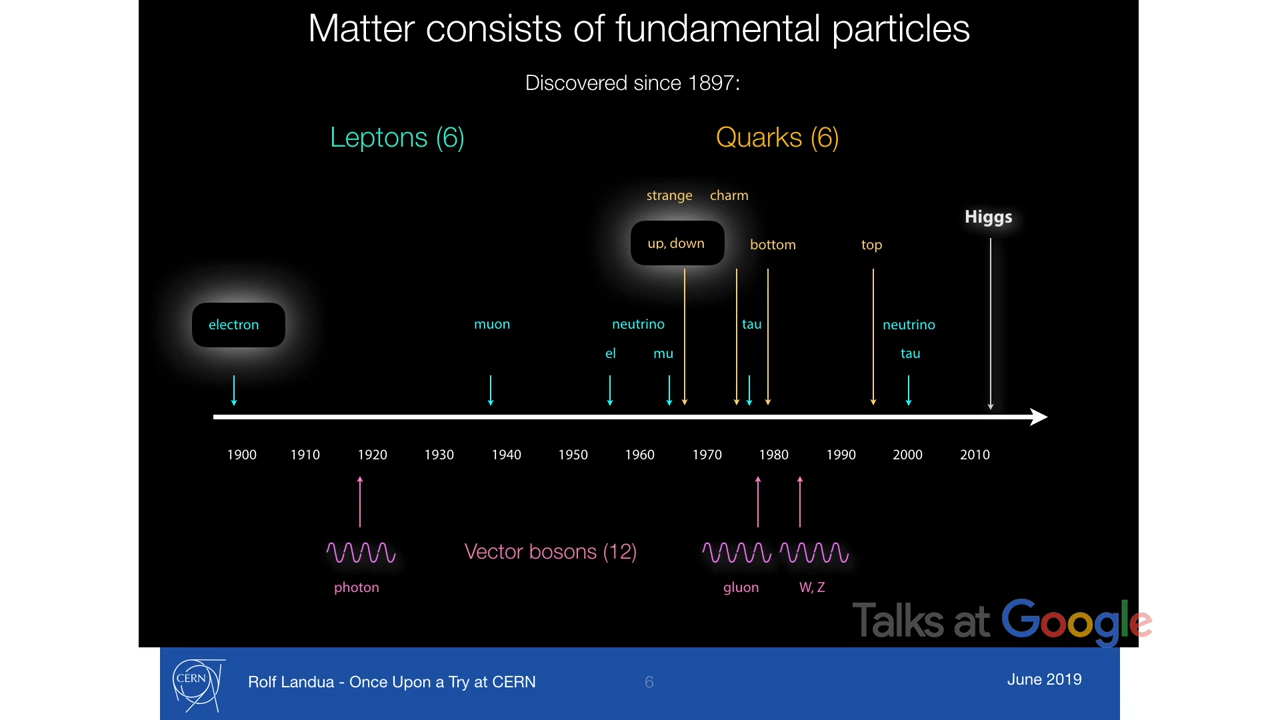 Matter consists of fundamental particles
Discovered since 1897:
Leptons (6)
Quarks (6)
strange charm
Higgs
up, down
bottom
top
electron
muon
neutrino
tau
neutrino
el
mu
tau
1900 1910 1920 1930 1940 1950 1960 1970 1980 1990 2000 2010
Vector bosons (12)
photon
gluon
W, Z
Talks at Google
CERN
Rolf Landua - Once Upon a Try at CERN
6
June 2019